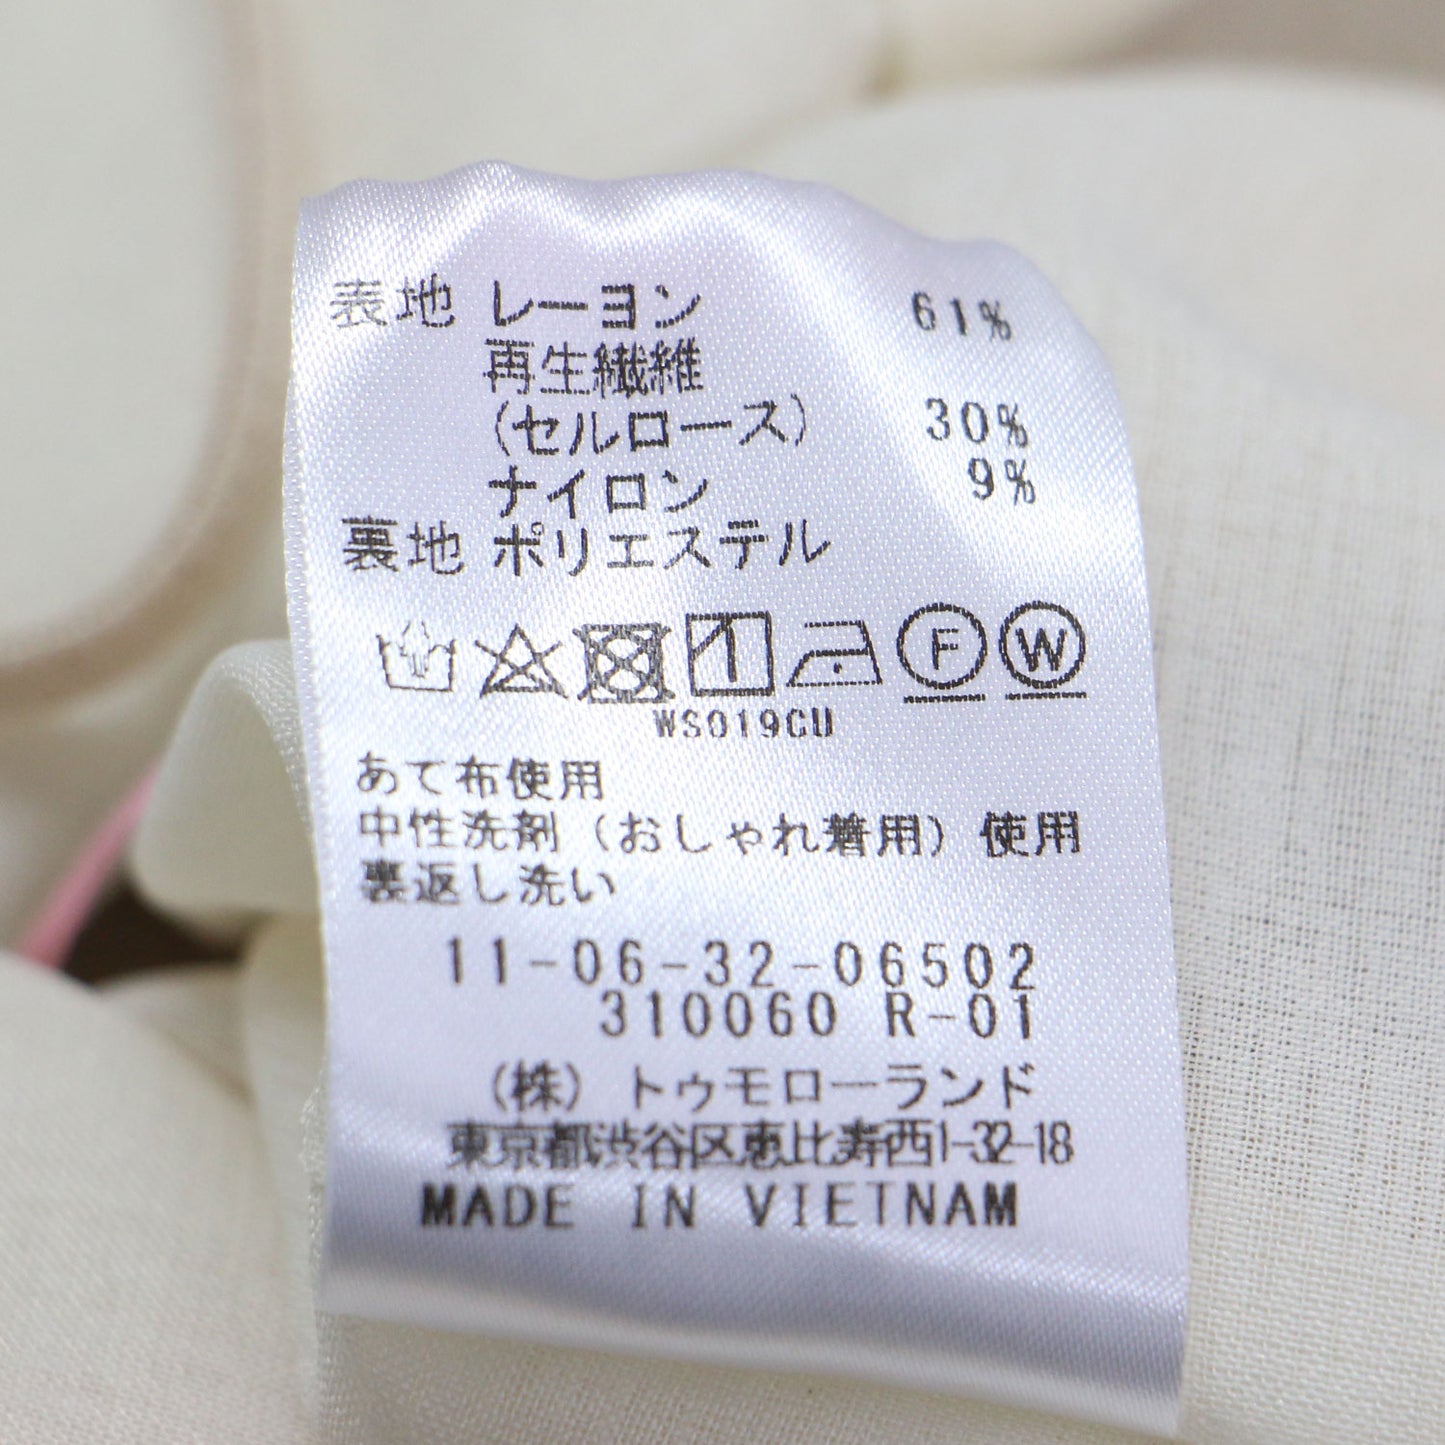 表地 レーヨン 61%
再生繊維
(セルロース) 30%
ナイロン 9%
裏地 ポリエステル
F W
WS019CU
あて布使用
中性洗剤（おしゃれ着用）使用
裏返し洗い
11-06-32-06502
310060 R-01
（株）トゥモローランド
東京都渋谷区恵比寿西1-32-18
MADE IN VIETNAM